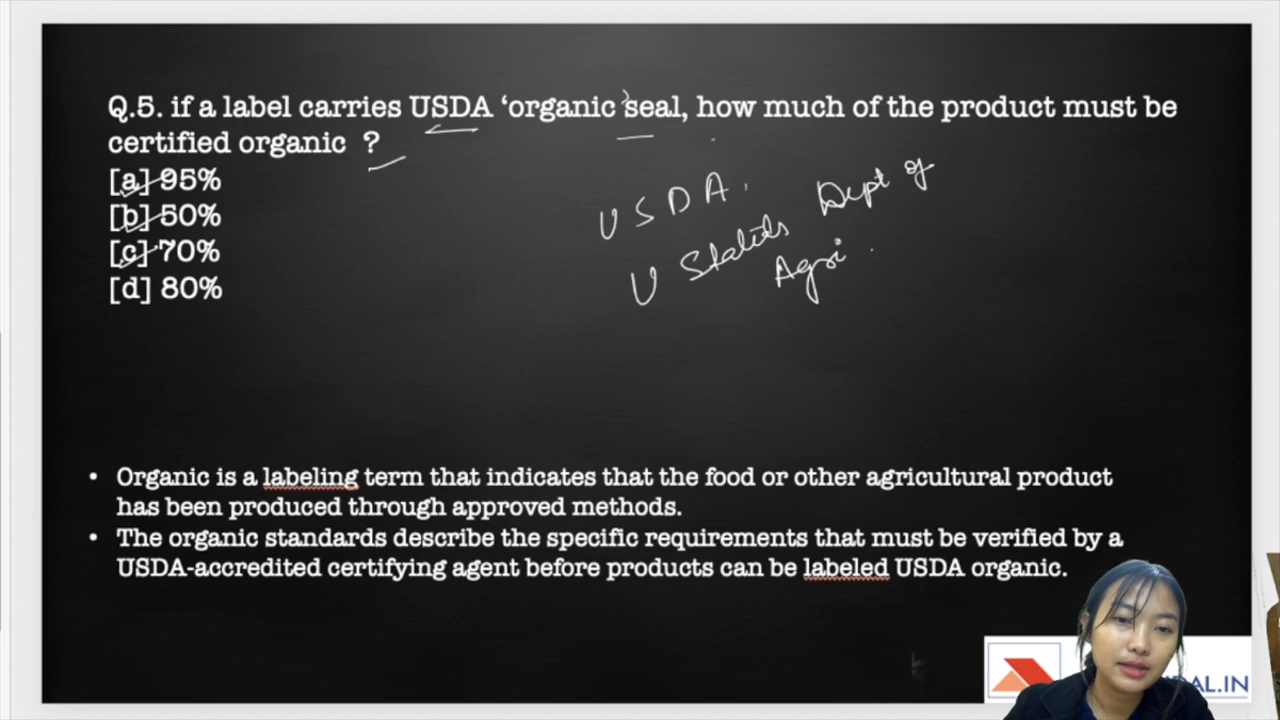 Q.5. if a label carries USDA ‘organic seal, how much of the product must be
certified organic ?
[a] 95%
[b] 50%
[c] 70%
[d] 80%
USDA.
U States Dept of
Agri
• Organic is a labeling term that indicates that the food or other agricultural product
has been produced through approved methods.
• The organic standards describe the specific requirements that must be verified by a
USDA-accredited certifying agent before products can be labeled USDA organic.
AL.IN